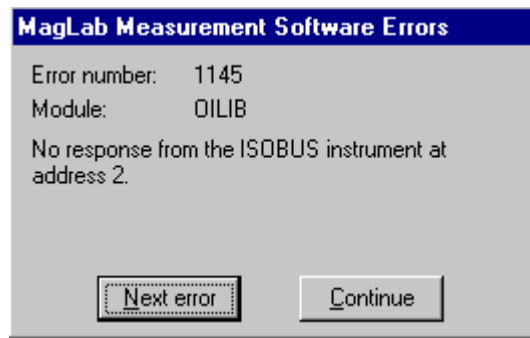 MagLab Measurement Software Errors
Error number: 1145
Module: OILIB
No response from the ISOBUS instrument at
address 2.
Next error Continue